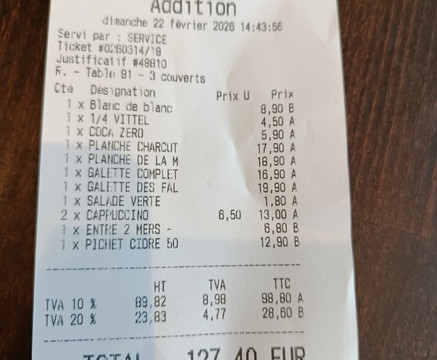 Addition
dimanche 22 février 2026 14:43:56
Servi par : SERVICE
Ticket #0260314/19
Justificatif #48810
R. - Table 91 - 3 couverts
Qté Désignation Prix U Prix
1 x Blanc de blanc 8,90 B
1 x 1/4 VITTEL 4,50 A
1 x COCA ZERO 5,90 A
1 x PLANCHE CHARCUT 17,90 A
1 x PLANCHE DE LA M 18,90 A
1 x GALETTE COMPLET 16,90 A
1 x GALETTE DES FAL 19,90 A
1 x SALADE VERTE 1,80 A
2 x CAPPUCCINO 6,50 13,00 A
1 x ENTRE 2 MERS - 6,80 B
1 x PICHET CIDRE 50 12,90 B
HT TVA TTC
TVA 10 % 89,82 8,98 98,80 A
TVA 20 % 23,83 4,77 28,60 B
TOTAL 127,40 EUR